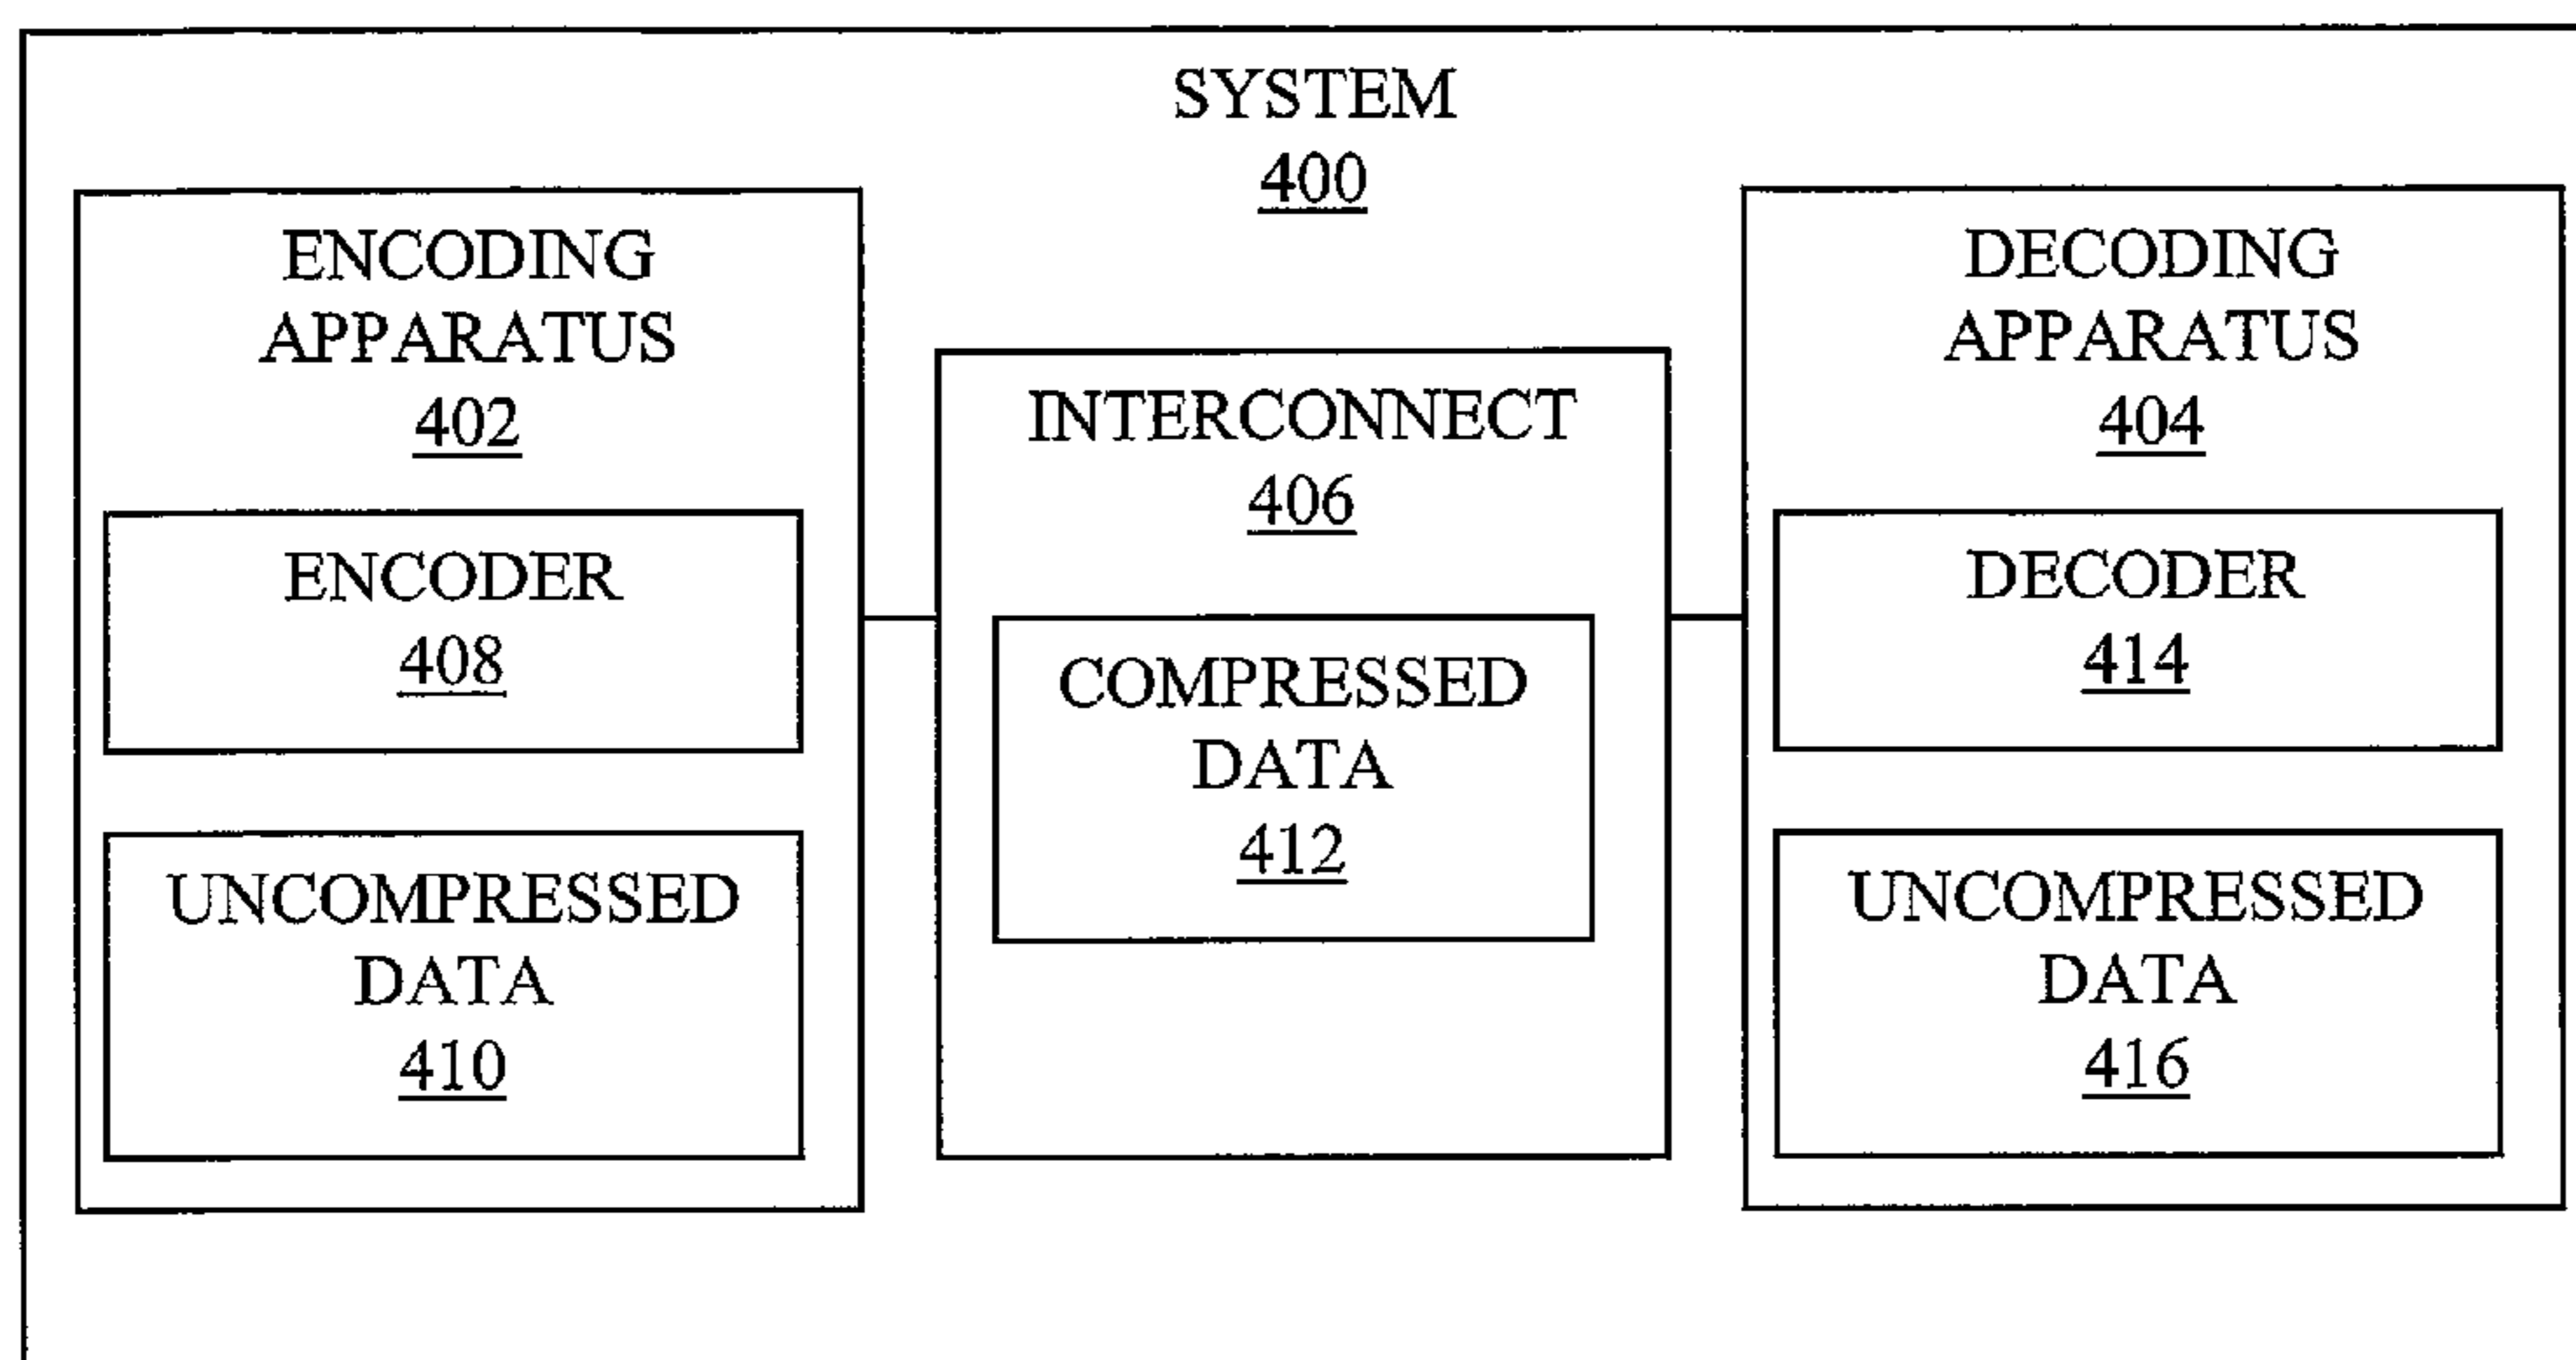 SYSTEM
400
ENCODING
APPARATUS
402
ENCODER
408
UNCOMPRESSED
DATA
410
INTERCONNECT
406
COMPRESSED
DATA
412
DECODING
APPARATUS
404
DECODER
414
UNCOMPRESSED
DATA
416